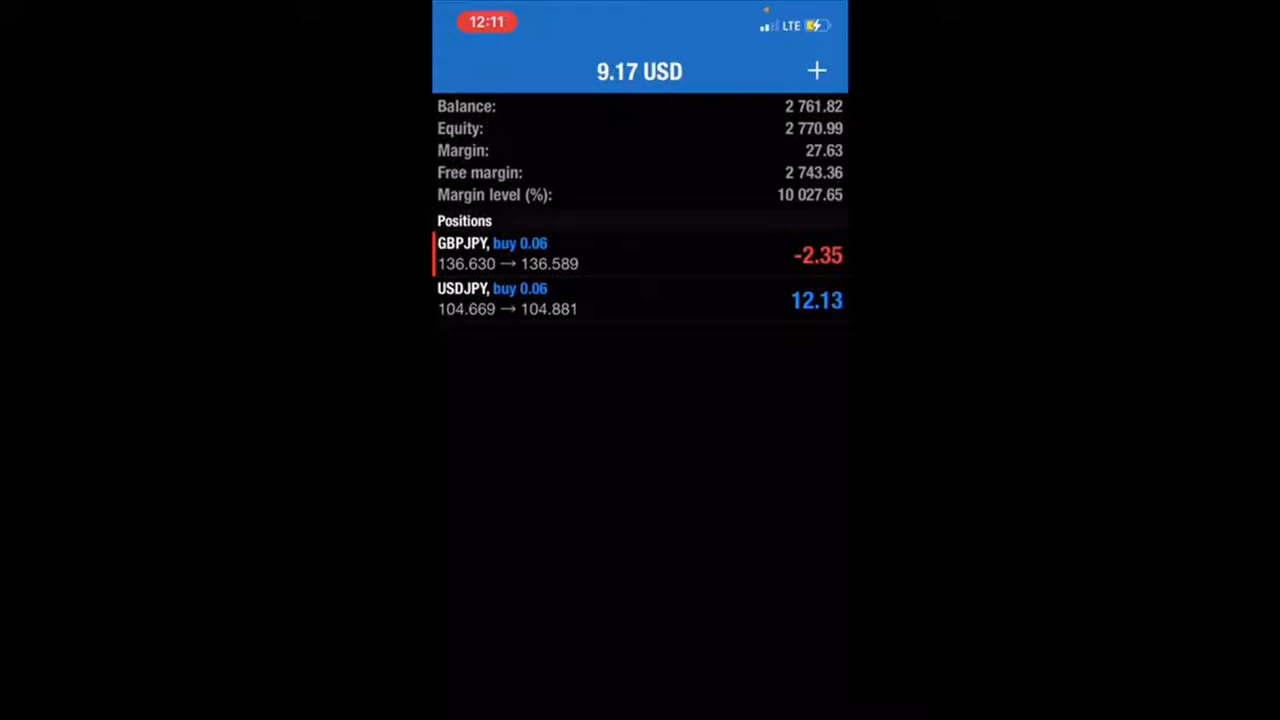 12:11 LTE
9.17 USD +
Balance: 2 761.82
Equity: 2 770.99
Margin: 27.63
Free margin: 2 743.36
Margin level (%): 10 027.65
Positions
GBPJPY, buy 0.06
136.630 → 136.589 -2.35
USDJPY, buy 0.06
104.669 → 104.881 12.13